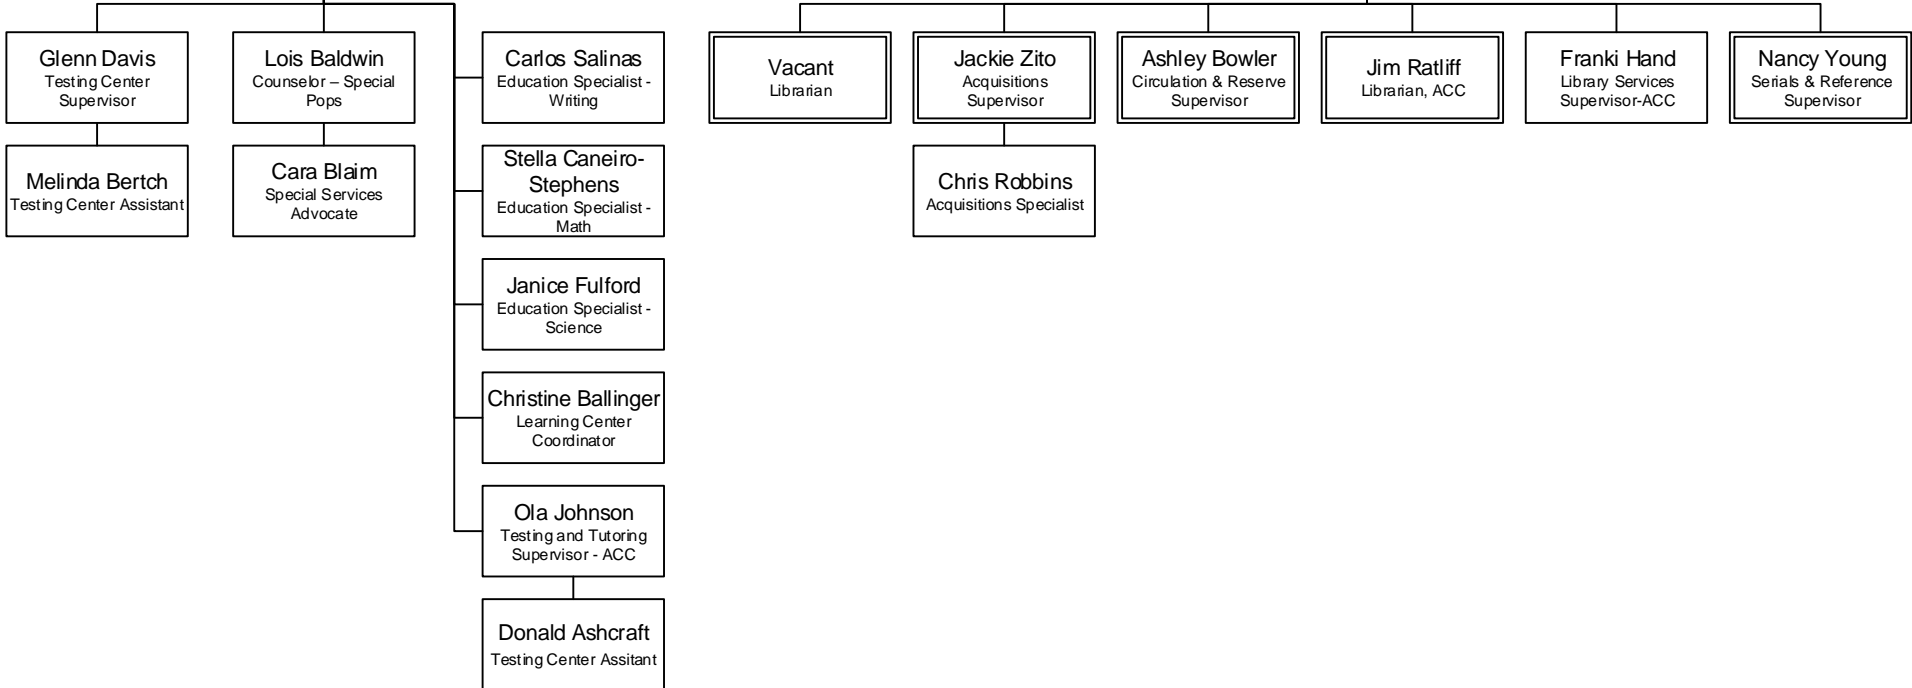 Glenn Davis
Testing Center
Supervisor
Melinda Bertch
Testing Center Assistant
Lois Baldwin
Counselor – Special
Pops
Cara Blaim
Special Services
Advocate
Carlos Salinas
Education Specialist -
Writing
Stella Caneiro-
Stephens
Education Specialist -
Math
Janice Fulford
Education Specialist -
Science
Christine Ballinger
Learning Center
Coordinator
Ola Johnson
Testing and Tutoring
Supervisor - ACC
Donald Ashcraft
Testing Center Assitant
Vacant
Librarian
Jackie Zito
Acquisitions
Supervisor
Chris Robbins
Acquisitions Specialist
Ashley Bowler
Circulation & Reserve
Supervisor
Jim Ratliff
Librarian, ACC
Franki Hand
Library Services
Supervisor-ACC
Nancy Young
Serials & Reference
Supervisor